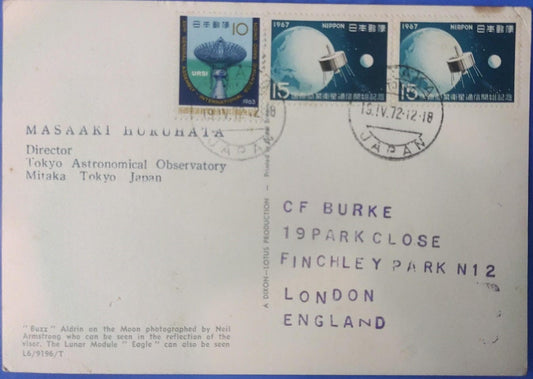 10
日本郵便
URSI
1963
1967
NIPPON
日本郵便
15
1967
NIPPON
日本郵便
15
JAPAN
19.IV.72.12-18
JAPAN
MASAAKI HURUHATA
Director
Tokyo Astronomical Observatory
Mitaka Tokyo Japan
A DIXON-LOTUS PRODUCTION - Printed
CF BURKE
19 PARK CLOSE
FINCHLEY PARK N12
LONDON
ENGLAND
"Buzz" Aldrin on the Moon photographed by Neil
Armstrong who can be seen in the reflection of the
visor. The Lunar Module "Eagle" can also be seen
L6/9196/T